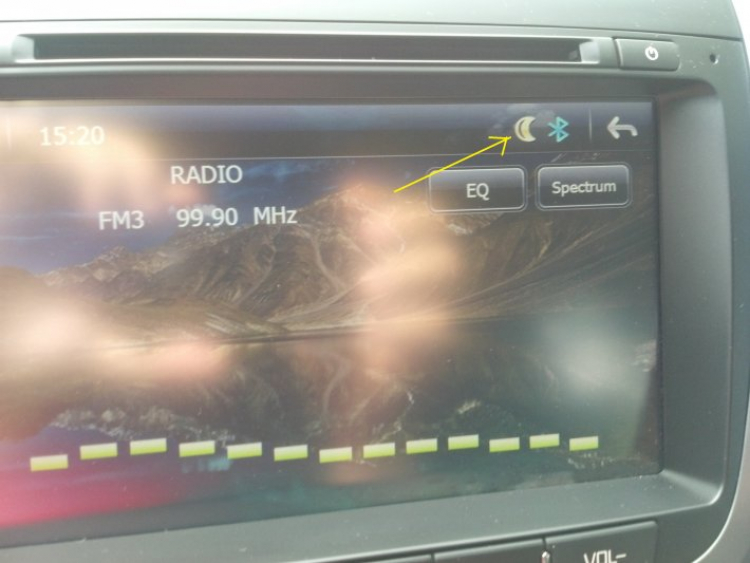 15:20
RADIO
EQ
Spectrum
FM3 99.90 MHz
VOL-